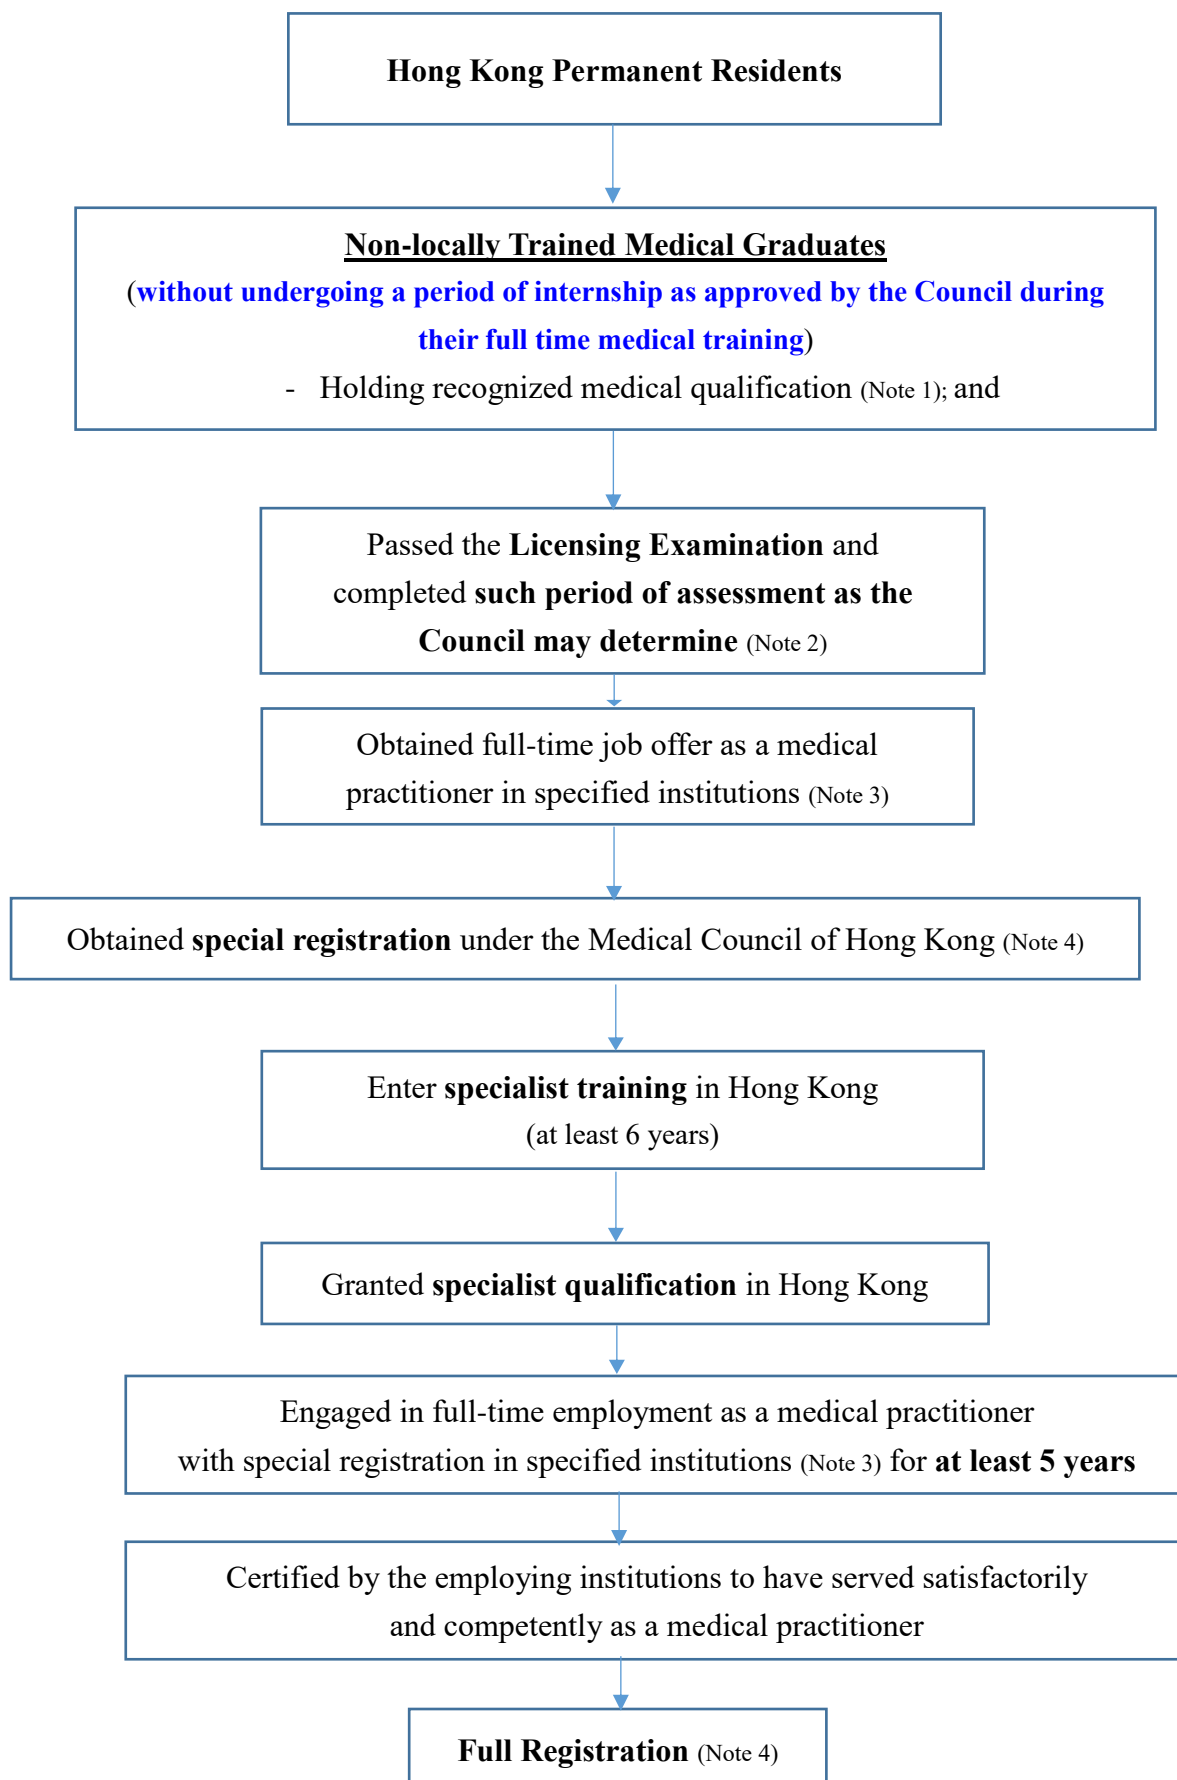 Hong Kong Permanent Residents
Non-locally Trained Medical Graduates
(without undergoing a period of internship as approved by the Council during
their full time medical training)
- Holding recognized medical qualification (Note 1); and
Passed the Licensing Examination and
completed such period of assessment as the
Council may determine (Note 2)
Obtained full-time job offer as a medical
practitioner in specified institutions (Note 3)
Obtained special registration under the Medical Council of Hong Kong (Note 4)
Enter specialist training in Hong Kong
(at least 6 years)
Granted specialist qualification in Hong Kong
Engaged in full-time employment as a medical practitioner
with special registration in specified institutions (Note 3) for at least 5 years
Certified by the employing institutions to have served satisfactorily
and competently as a medical practitioner
Full Registration (Note 4)